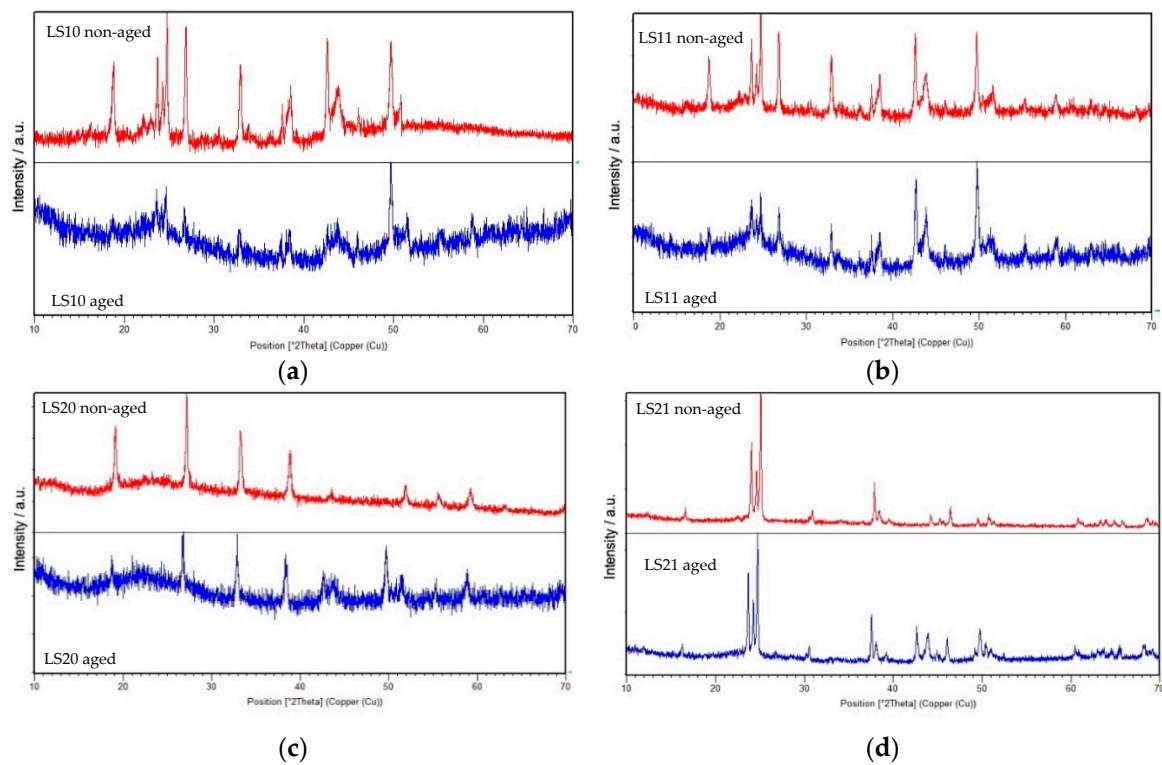 LS10 non-aged
Intensity / a.u.
LS10 aged
10 20 30 40 50 60 70
Position [°2Theta] (Copper (Cu))
(a)
LS11 non-aged
Intensity / a.u.
LS11 aged
0 20 30 40 50 60 70
Position [°2Theta] (Copper (Cu))
(b)
LS20 non-aged
Intensity / a.u.
LS20 aged
10 20 30 40 50 60 70
Position [°2Theta] (Copper (Cu))
(c)
LS21 non-aged
Intensity / a.u.
LS21 aged
10 20 30 40 50 60 70
Position [°2Theta] (Copper (Cu))
(d)